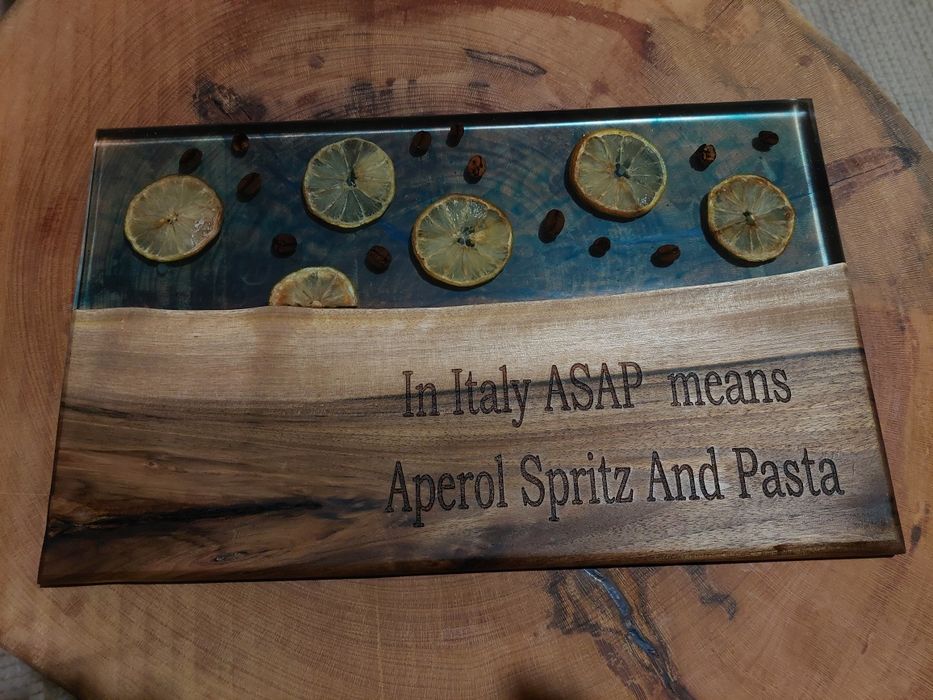 In Italy ASAP means
Aperol Spritz And Pasta